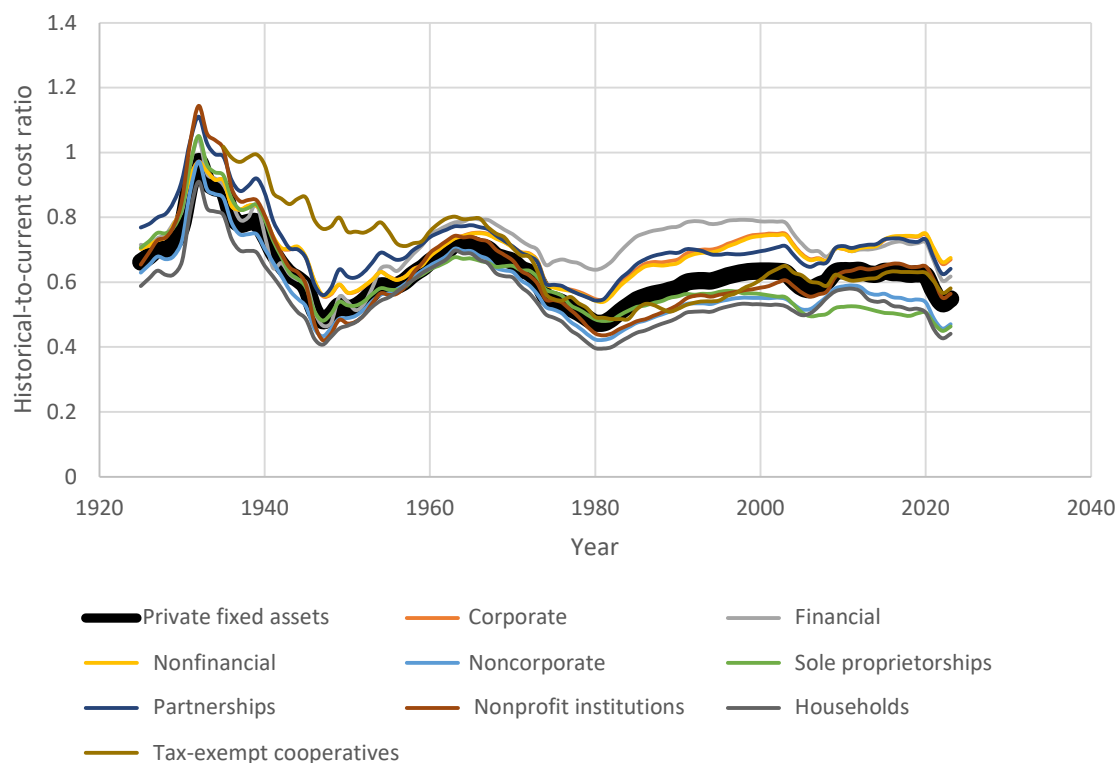 1.4
1.2
1
0.8
0.6
0.4
0.2
0
Historical-to-current cost ratio
1920 1940 1960 1980 2000 2020 2040
Year
Private fixed assets Corporate Financial
Nonfinancial Noncorporate Sole proprietorships
Partnerships Nonprofit institutions Households
Tax-exempt cooperatives